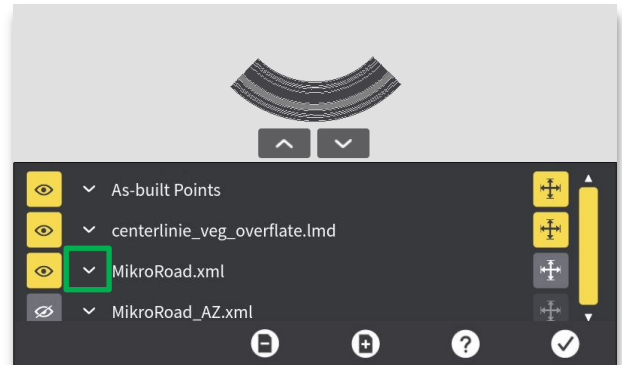 As-built Points
centerlinie_veg_overflate.lmd
MikroRoad.xml
MikroRoad_AZ.xml
?